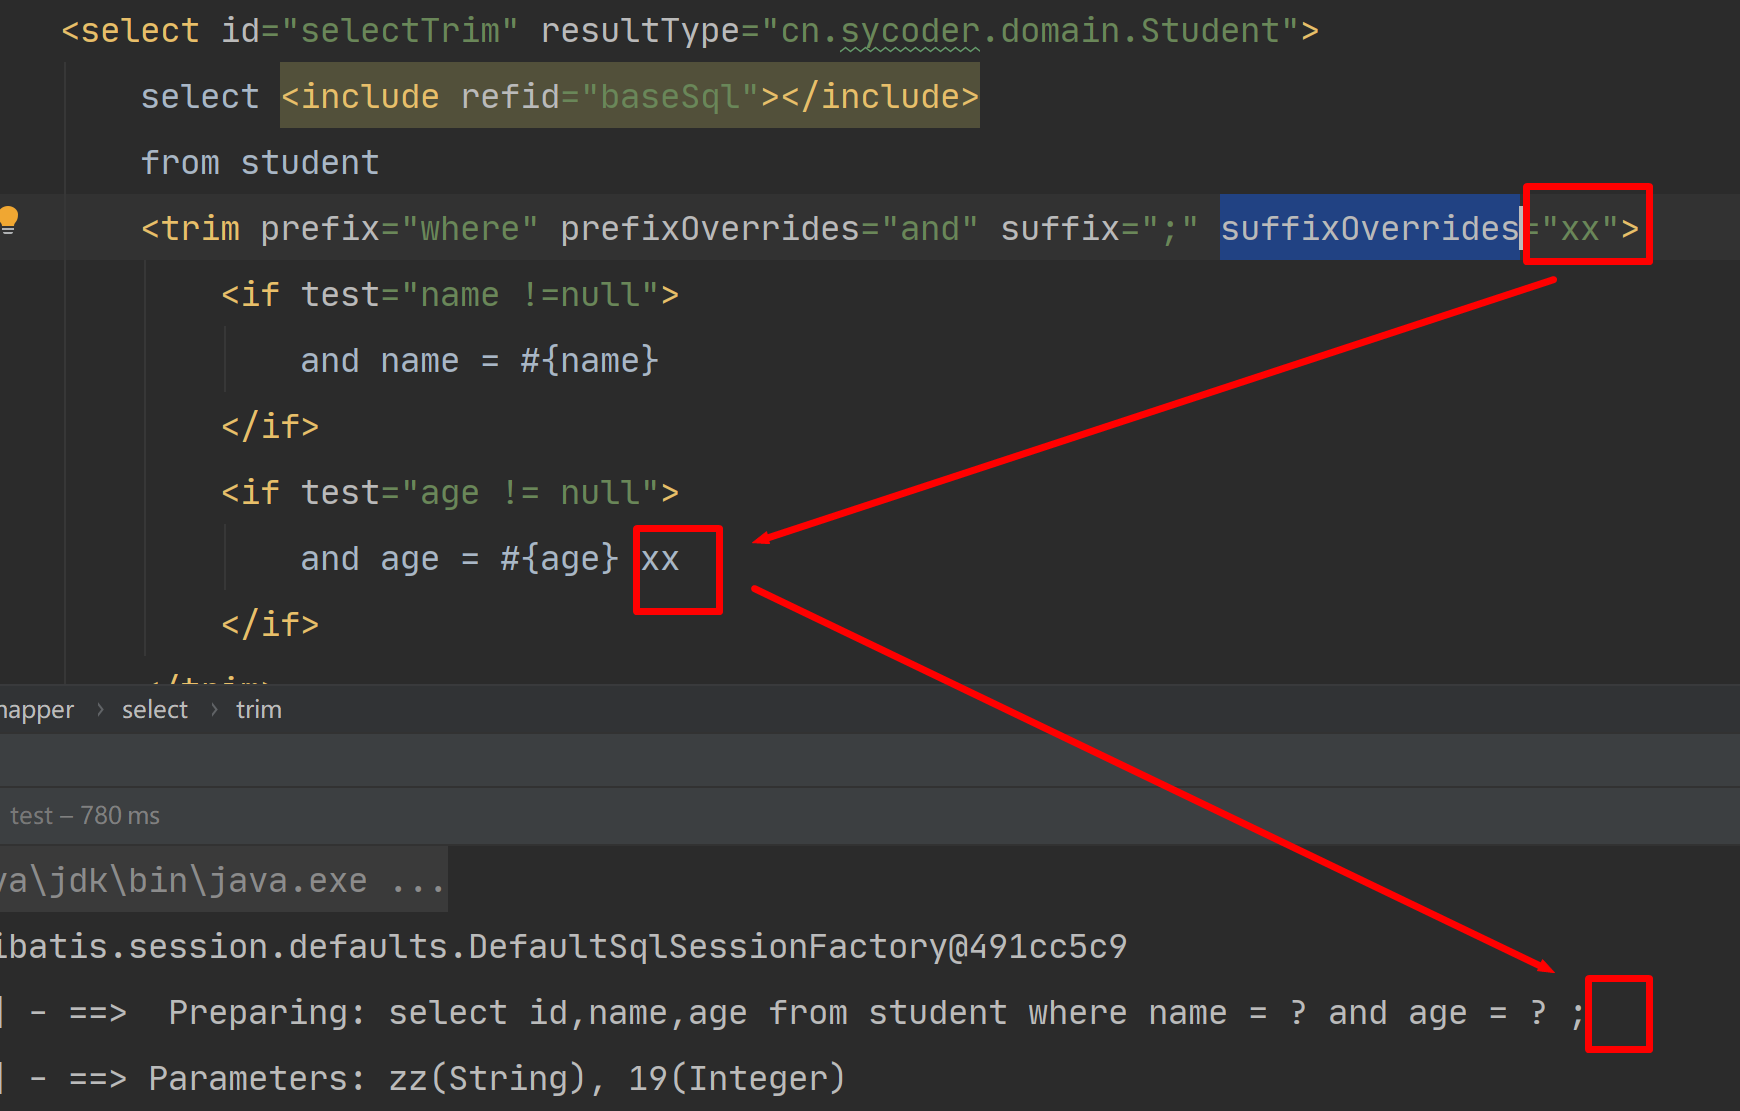 <select id="selectTrim" resultType="cn.sycoder.domain.Student">
select <include refid="baseSql"></include>
from student
<trim prefix="where" prefixOverrides="and" suffix=";" suffixOverrides="xx">
<if test="name !=null">
and name = #{name}
</if>
<if test="age != null">
and age = #{age} xx
</if>
</trim>
mapper > select > trim
test – 780 ms
va\jdk\bin\java.exe ...
ibatis.session.defaults.DefaultSqlSessionFactory@491cc5c9
] - ==>  Preparing: select id,name,age from student where name = ? and age = ? ;
] - ==> Parameters: zz(String), 19(Integer)